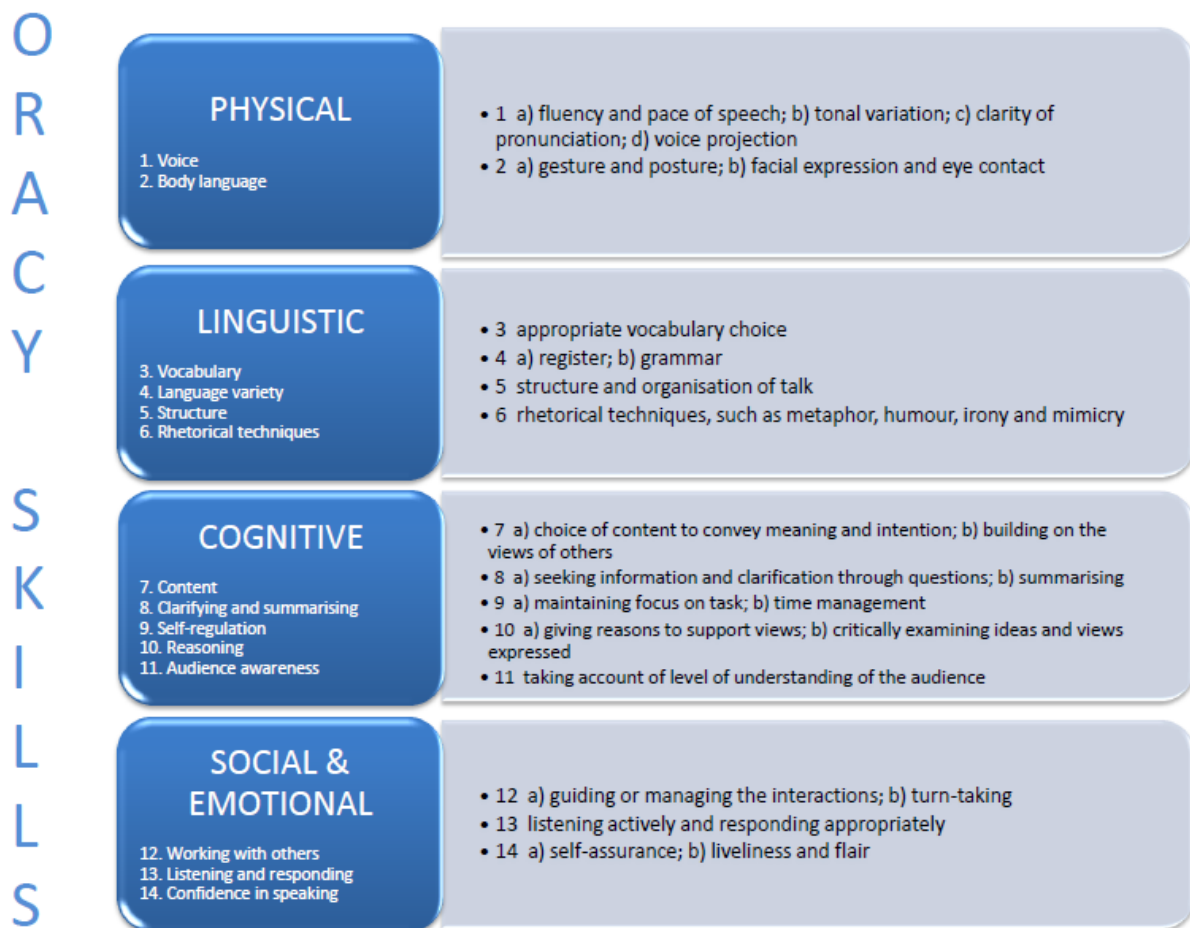 ORACY SKILLS
PHYSICAL
1. Voice
2. Body language
• 1 a) fluency and pace of speech; b) tonal variation; c) clarity of
pronunciation; d) voice projection
• 2 a) gesture and posture; b) facial expression and eye contact
LINGUISTIC
3. Vocabulary
4. Language variety
5. Structure
6. Rhetorical techniques
• 3 appropriate vocabulary choice
• 4 a) register; b) grammar
• 5 structure and organisation of talk
• 6 rhetorical techniques, such as metaphor, humour, irony and mimicry
COGNITIVE
7. Content
8. Clarifying and summarising
9. Self-regulation
10. Reasoning
11. Audience awareness
• 7 a) choice of content to convey meaning and intention; b) building on the
views of others
• 8 a) seeking information and clarification through questions; b) summarising
• 9 a) maintaining focus on task; b) time management
• 10 a) giving reasons to support views; b) critically examining ideas and views
expressed
• 11 taking account of level of understanding of the audience
SOCIAL &
EMOTIONAL
12. Working with others
13. Listening and responding
14. Confidence in speaking
• 12 a) guiding or managing the interactions; b) turn-taking
• 13 listening actively and responding appropriately
• 14 a) self-assurance; b) liveliness and flair